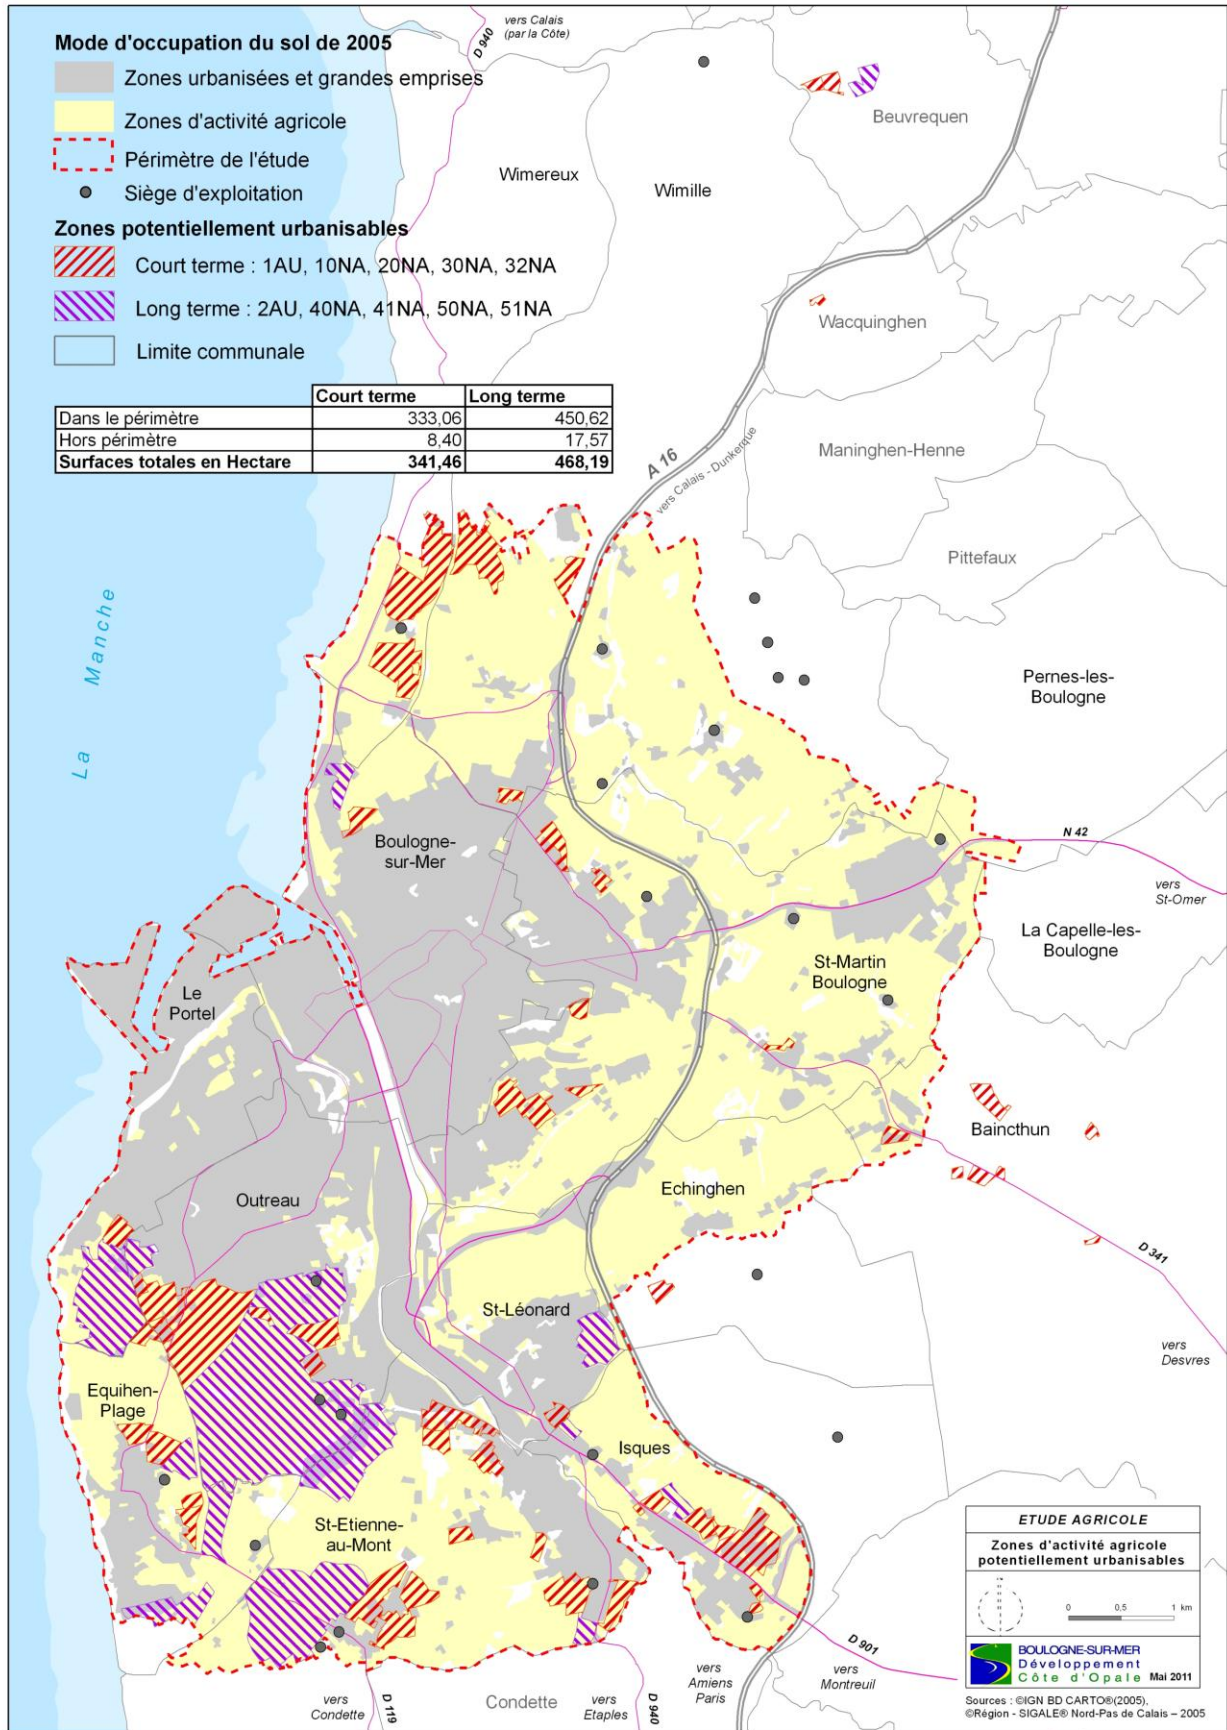 Mode d'occupation du sol de 2005
Zones urbanisées et grandes emprises
Zones d'activité agricole
Périmètre de l'étude
Siège d'exploitation
Zones potentiellement urbanisables
Court terme : 1AU, 10NA, 20NA, 30NA, 32NA
Long terme : 2AU, 40NA, 41NA, 50NA, 51NA
Limite communale
Court terme Long terme
Dans le périmètre 333,06 450,62
Hors périmètre 8,40 17,57
Surfaces totales en Hectare 341,46 468,19
vers Calais
(par la Côte)
D 940
Beuvrequen
Wimereux
Wimille
Wacquinghen
Maninghen-Henne
A 16
vers Calais - Dunkerque
Pittefaux
La Manche
Pernes-les-
Boulogne
Boulogne-
sur-Mer
N 42
vers
St-Omer
La Capelle-les-
Boulogne
St-Martin
Boulogne
Le
Portel
Baincthun
Echinghen
Outreau
D 341
St-Léonard
vers
Desvres
Equihen-
Plage
Isques
St-Etienne-
au-Mont
D 901
vers
Montreuil
vers
Amiens
Paris
vers
Condette
D 119
Condette
vers
Etaples
D 940
ETUDE AGRICOLE
Zones d'activité agricole
potentiellement urbanisables
0 0,5 1 km
BOULOGNE-SUR-MER
Développement
Côte d'Opale Mai 2011
Sources : ©IGN BD CARTO®(2005),
©Région - SIGALE® Nord-Pas de Calais – 2005